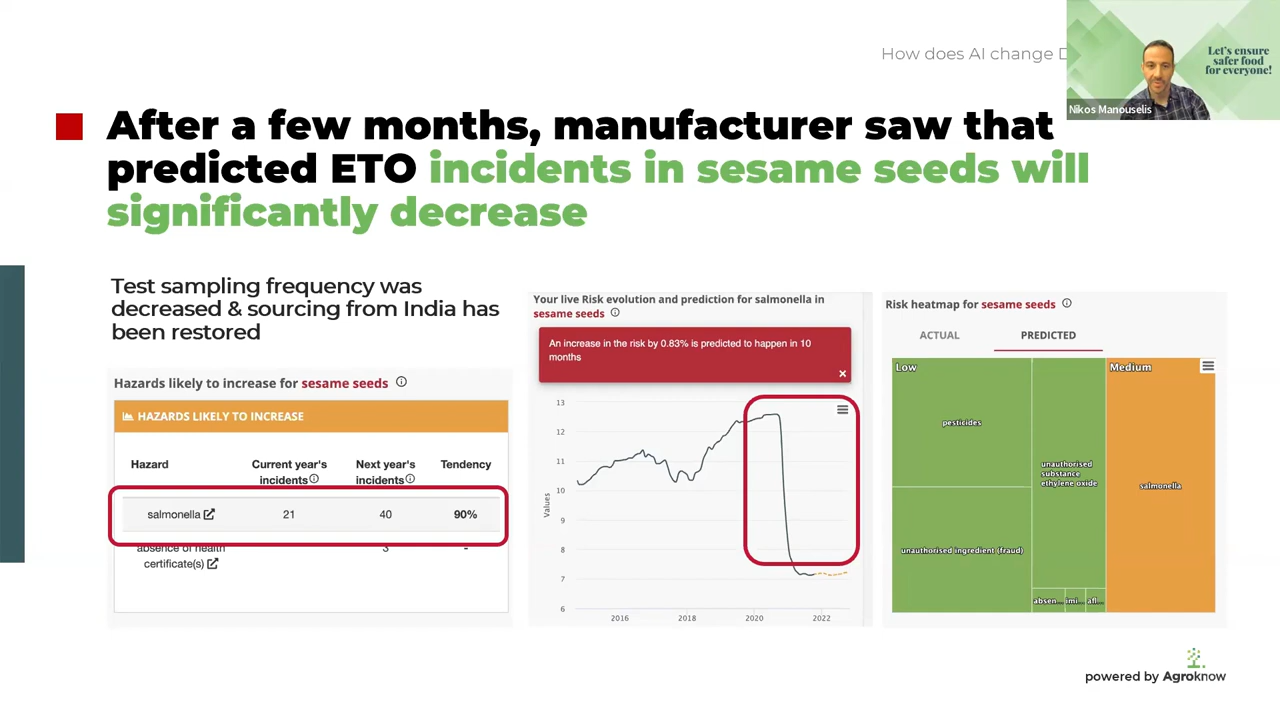 How does AI change D
Let's ensure
safer food
for everyone!
Nikos Manouselis
After a few months, manufacturer saw that
predicted ETO incidents in sesame seeds will
significantly decrease
Test sampling frequency was
decreased & sourcing from India has
been restored
Hazards likely to increase for sesame seeds
HAZARDS LIKELY TO INCREASE
Hazard Current year's incidents Next year's incidents Tendency
salmonella 21 40 90%
absence of health certificate(s) 3 -
Your live Risk evolution and prediction for salmonella in
sesame seeds
An increase in the risk by 0.83% is predicted to happen in 10
months
13
12
11
10
9
8
7
6
Values
2016 2018 2020 2022
Risk heatmap for sesame seeds
ACTUAL PREDICTED
Low
Medium
pesticides
unauthorised
substance
ethylene oxide
salmonella
unauthorised ingredient (fraud)
absen... imi... afl...
powered by Agroknow